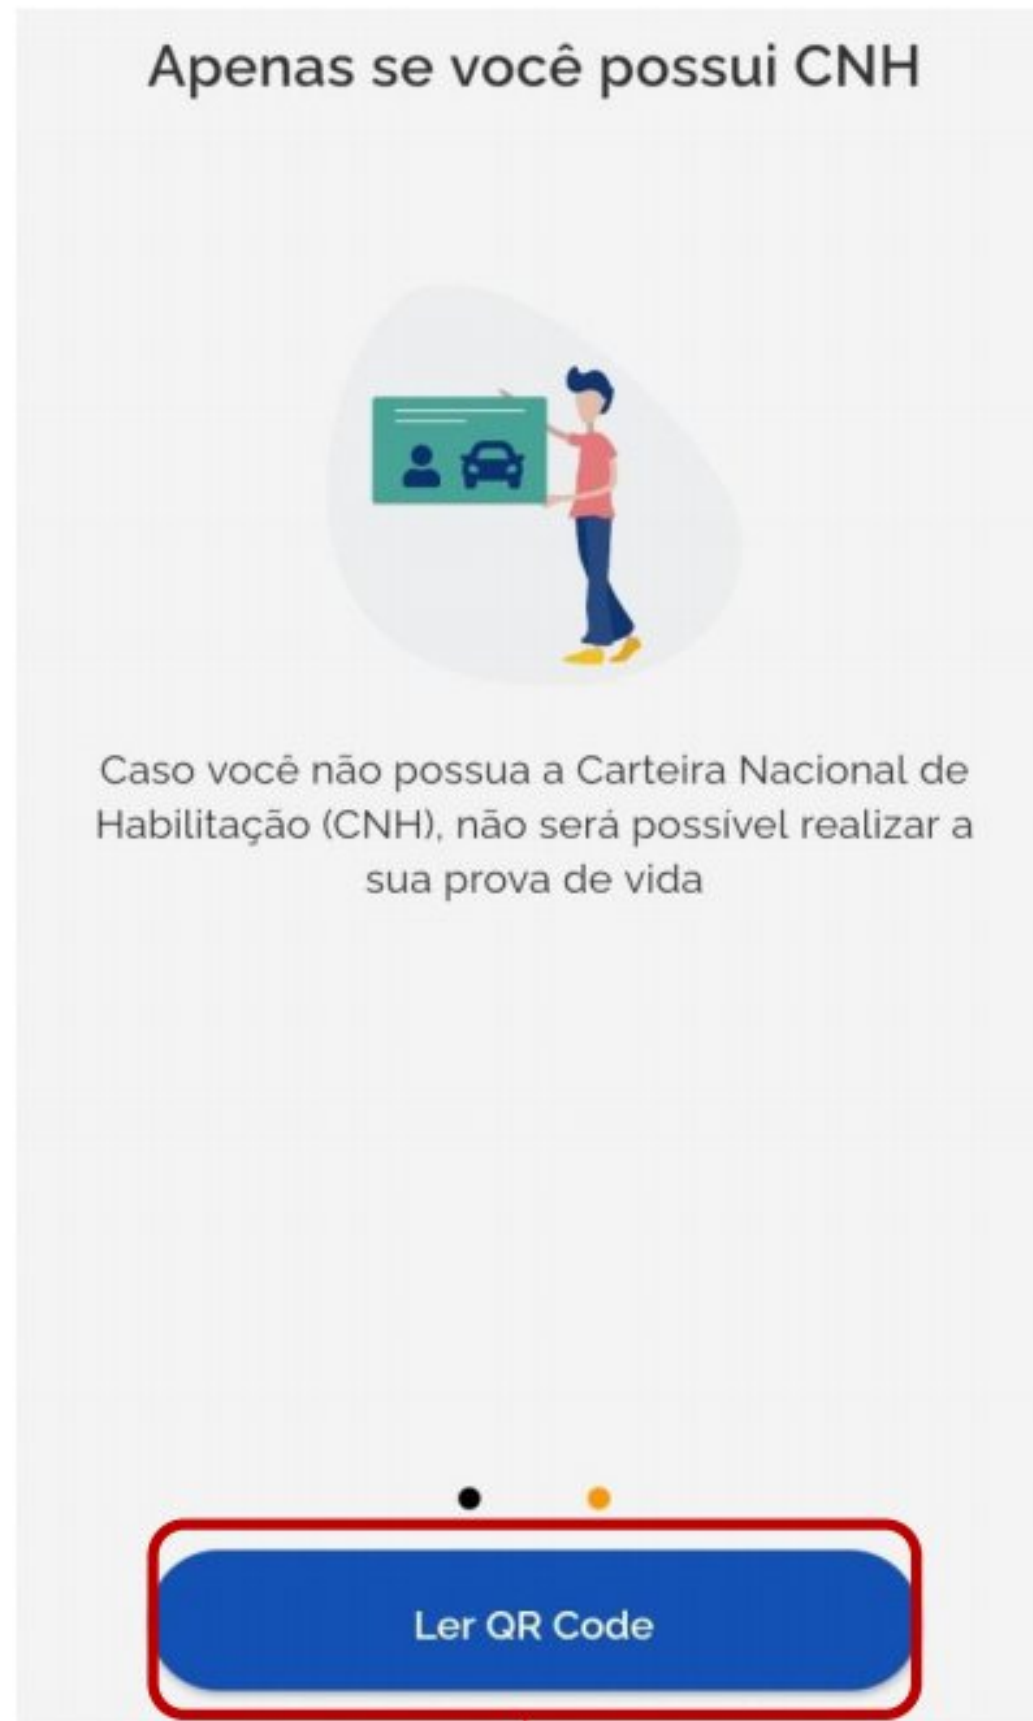 Apenas se você possui CNH
Caso você não possua a Carteira Nacional de
Habilitação (CNH), não será possível realizar a
sua prova de vida
Ler QR Code